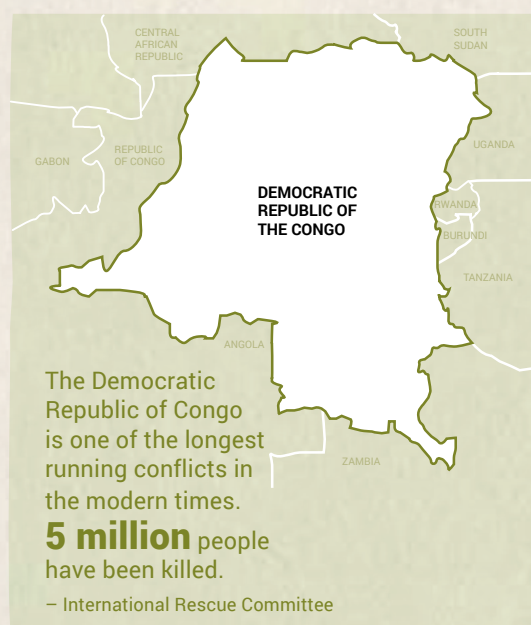 CENTRAL
AFRICAN
REPUBLIC
SOUTH
SUDAN
GABON
REPUBLIC
OF CONGO
UGANDA
DEMOCRATIC
REPUBLIC OF
THE CONGO
RWANDA
BURUNDI
TANZANIA
ANGOLA
ZAMBIA
The Democratic
Republic of Congo
is one of the longest
running conflicts in
the modern times.
5 million people
have been killed.
– International Rescue Committee